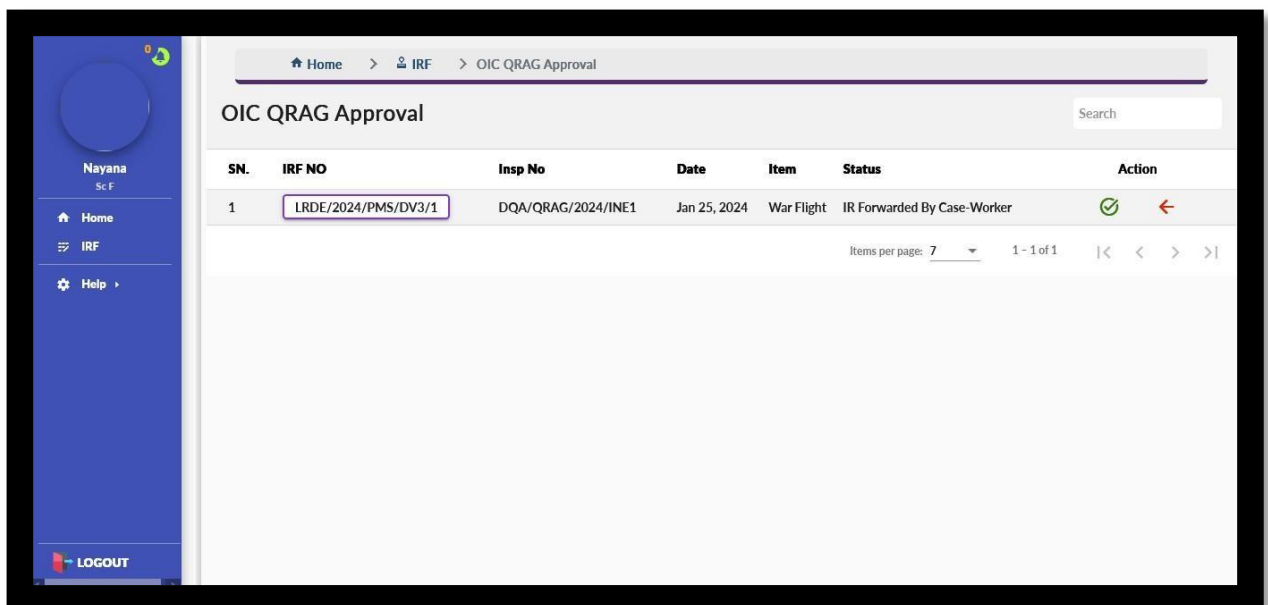 0
Nayana
Sc F
Home
IRF
Help
LOGOUT
Home > IRF > OIC QRAG Approval
OIC QRAG Approval
Search
SN. IRF NO Insp No Date Item Status Action
1 LRDE/2024/PMS/DV3/1 DQA/QRAG/2024/INE1 Jan 25, 2024 War Flight IR Forwarded By Case-Worker
Items per page: 7 1 – 1 of 1